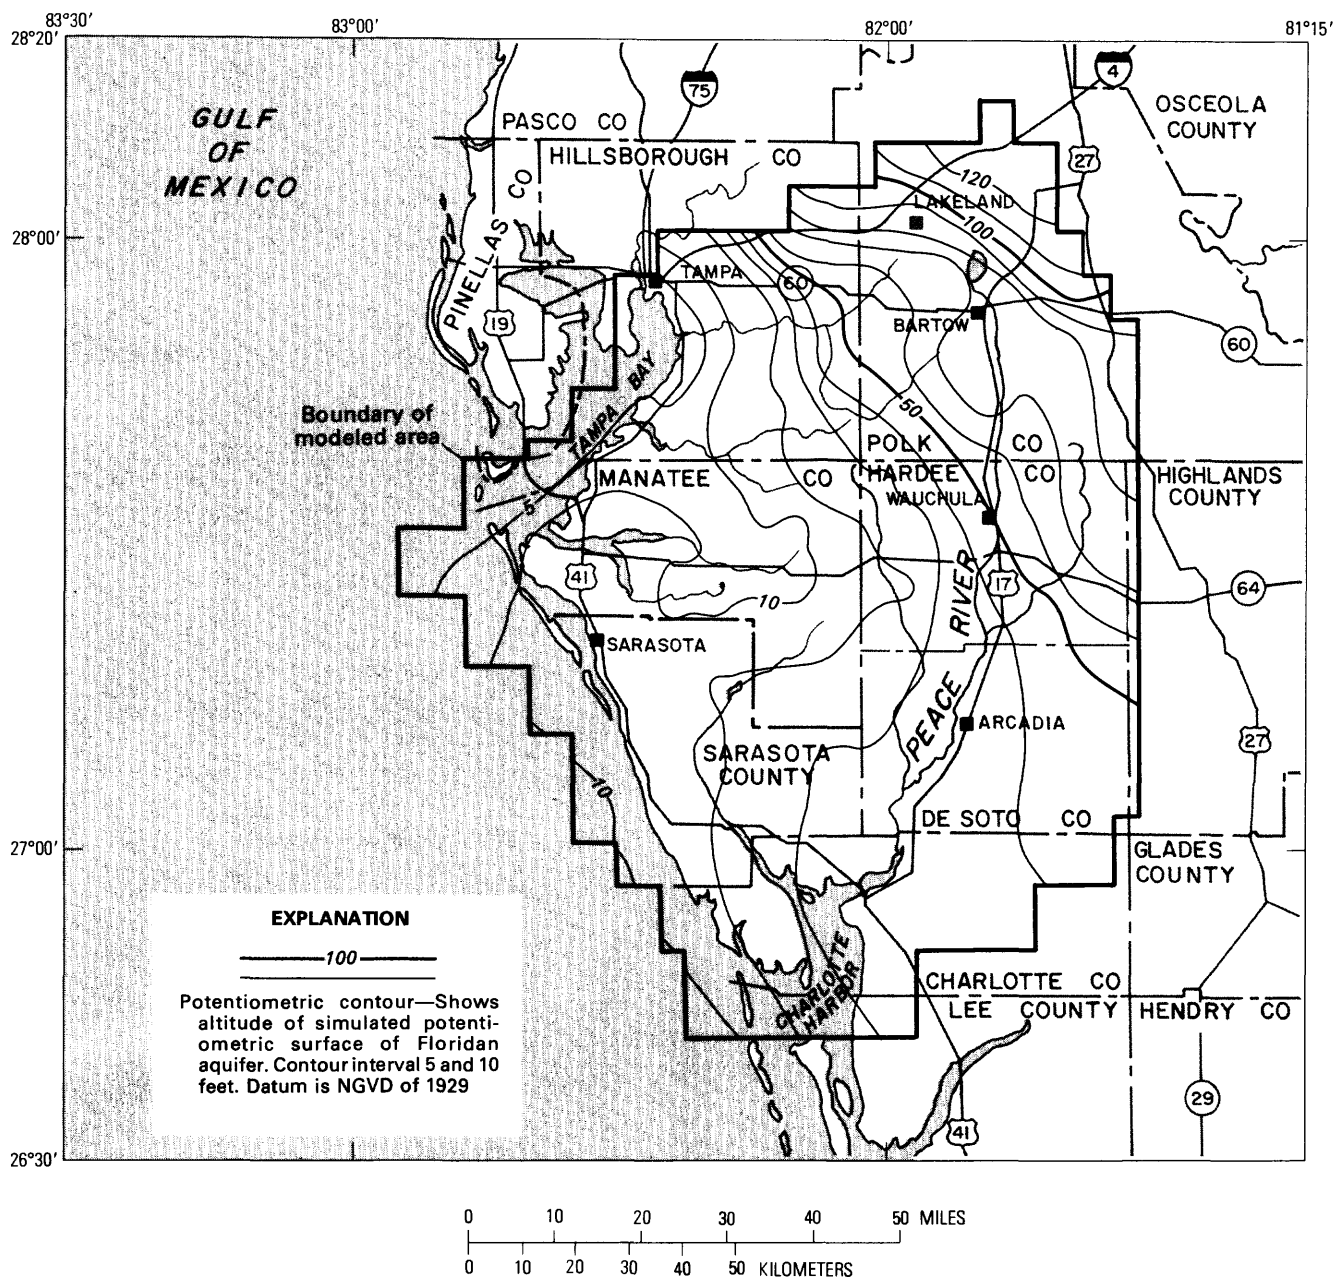 83°30'
83°00'
82°00'
81°15'
28°20'
75
4
GULF
OF
MEXICO
OSCEOLA
COUNTY
PASCO CO
HILLSBOROUGH CO
27
120
LAKELAND
100
PINELLAS CO
28°00'
TAMPA
60
19
BARTOW
60
TAMPA BAY
50
Boundary of
modeled area
POLK CO
HARDEE CO
MANATEE CO
HIGHLANDS
COUNTY
WAUCHULA
5
41
17
64
10
PEACE RIVER
SARASOTA
ARCADIA
27
SARASOTA
COUNTY
10
DE SOTO CO
27°00'
GLADES
COUNTY
EXPLANATION
100
Potentiometric contour—Shows
altitude of simulated potenti-
ometric surface of Floridan
aquifer. Contour interval 5 and 10
feet. Datum is NGVD of 1929
CHARLOTTE
HARBOR
CHARLOTTE CO
LEE COUNTY
HENDRY CO
29
41
26°30'
0 10 20 30 40 50 MILES
0 10 20 30 40 50 KILOMETERS